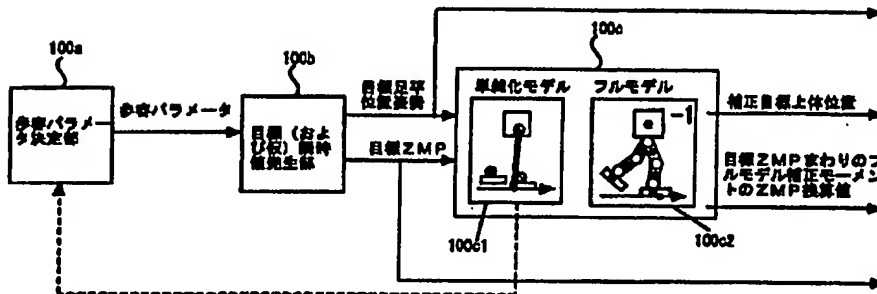 100a
歩容パラメー
タ決定部
歩容パラメータ
100b
目標(およ
び仮)瞬時
値発生部
目標足平
位置姿勢
目標ZMP
100c
単純化モデル
フルモデル
-1
100c1
100c2
補正目標上体位置
目標ZMPまわりのフ
ルモデル補正モーメン
トのZMP換算値